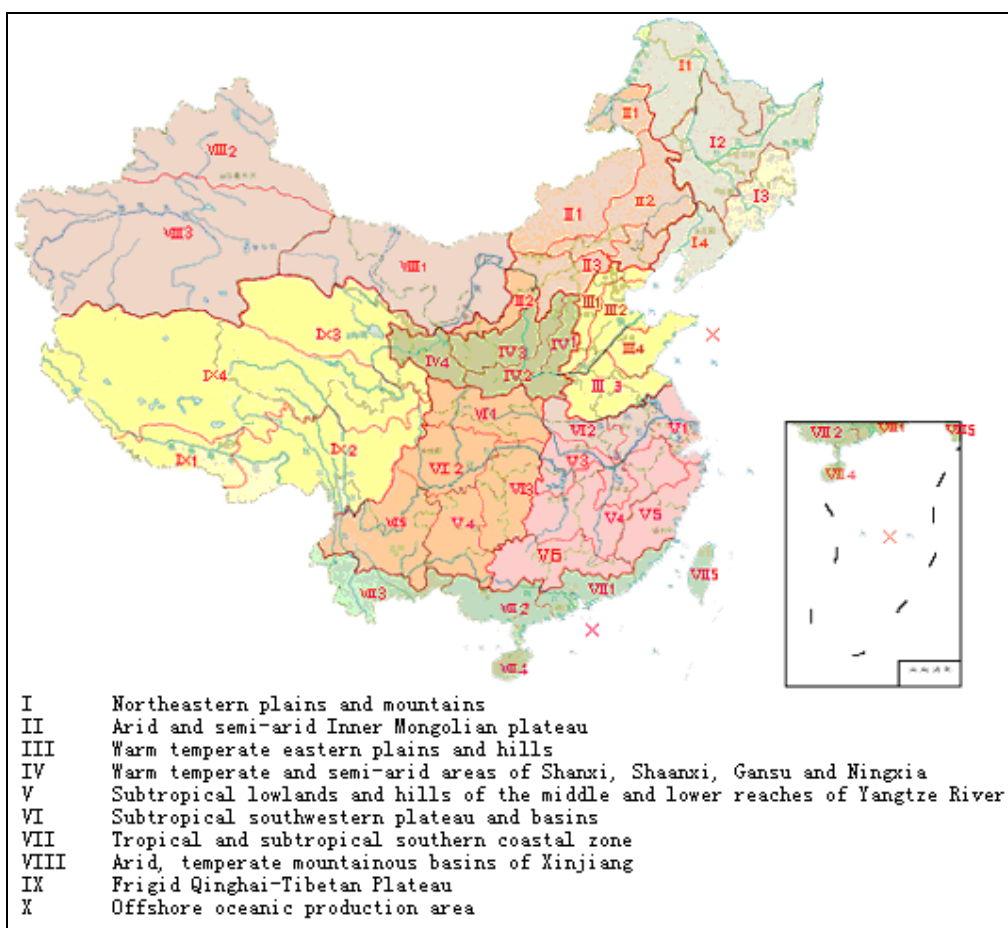 I1
II1
I2
VIII2
I3
II2
II1
VIII3
I4
VIII1
II3
II2
III1
III2
IX3
IV1
IV3
III4
IV4
IX4
IV2
III3
VI1
VI2
V1
VII2
VII1
VII5
IX1
IX2
V3
VI2
VI3
VII4
VI5
V4
V4
V5
V6
VII3
VII5
VII1
VII2
VII4
I Northeastern plains and mountains
II Arid and semi-arid Inner Mongolian plateau
III Warm temperate eastern plains and hills
IV Warm temperate and semi-arid areas of Shanxi, Shaanxi, Gansu and Ningxia
V Subtropical lowlands and hills of the middle and lower reaches of Yangtze River
VI Subtropical southwestern plateau and basins
VII Tropical and subtropical southern coastal zone
VIII Arid, temperate mountainous basins of Xinjiang
IX Frigid Qinghai-Tibetan Plateau
X Offshore oceanic production area